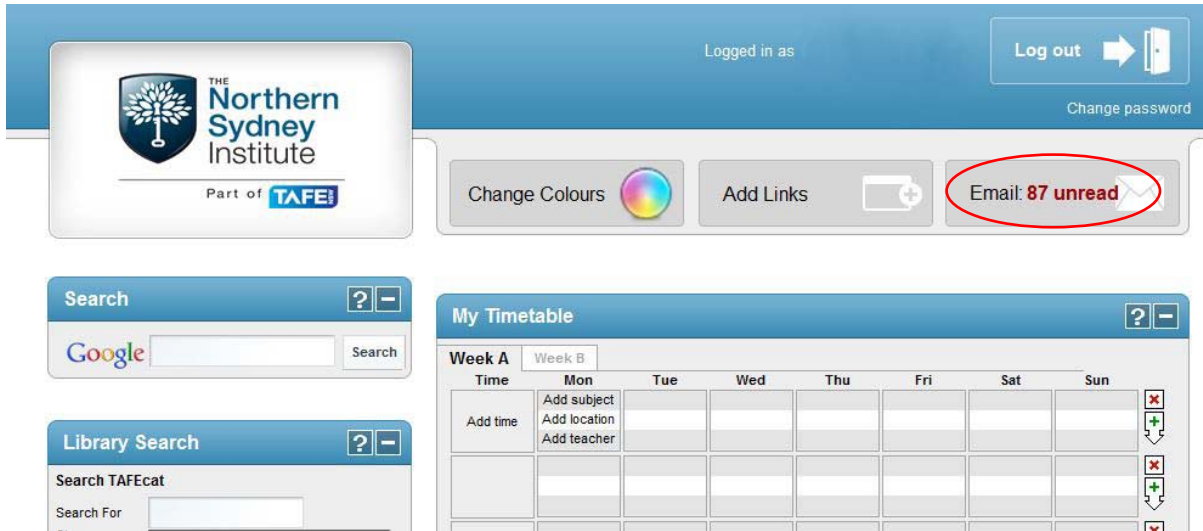 Logged in as
Log out
Change password
THE
Northern
Sydney
Institute
Part of TAFE
Change Colours
Add Links
Email: 87 unread
Search
?
Google
Search
My Timetable
?
Week A Week B
Time Mon Tue Wed Thu Fri Sat Sun
Add time
Add subject
Add location
Add teacher
Library Search
?
Search TAFEcat
Search For